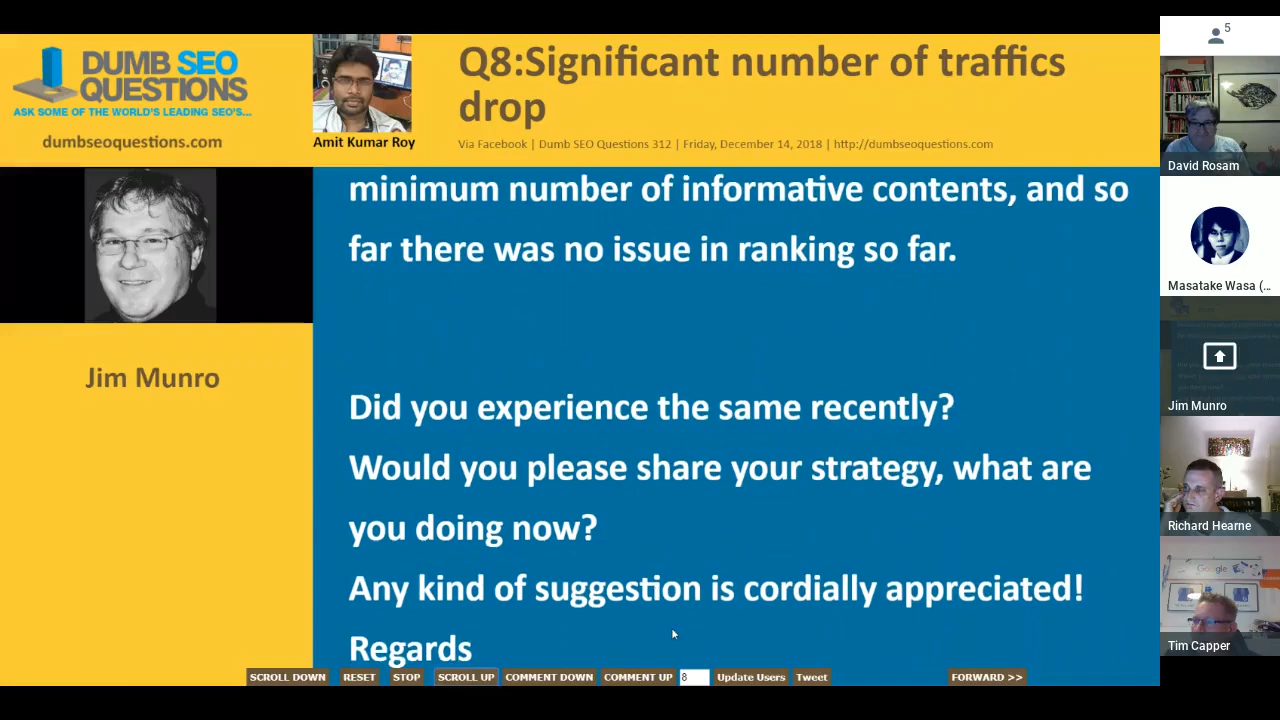 DUMB SEO
QUESTIONS
ASK SOME OF THE WORLD'S LEADING SEO'S...
dumbseoquestions.com
Amit Kumar Roy
Q8:Significant number of traffics
drop
Via Facebook | Dumb SEO Questions 312 | Friday, December 14, 2018 | http://dumbseoquestions.com
Jim Munro
minimum number of informative contents, and so
far there was no issue in ranking so far.
Did you experience the same recently?
Would you please share your strategy, what are
you doing now?
Any kind of suggestion is cordially appreciated!
Regards
SCROLL DOWN
RESET
STOP
SCROLL UP
COMMENT DOWN
COMMENT UP
8
Update Users
Tweet
FORWARD >>
5
David Rosam
Masatake Wasa (...
Jim Munro
Richard Hearne
Google
Tim Capper